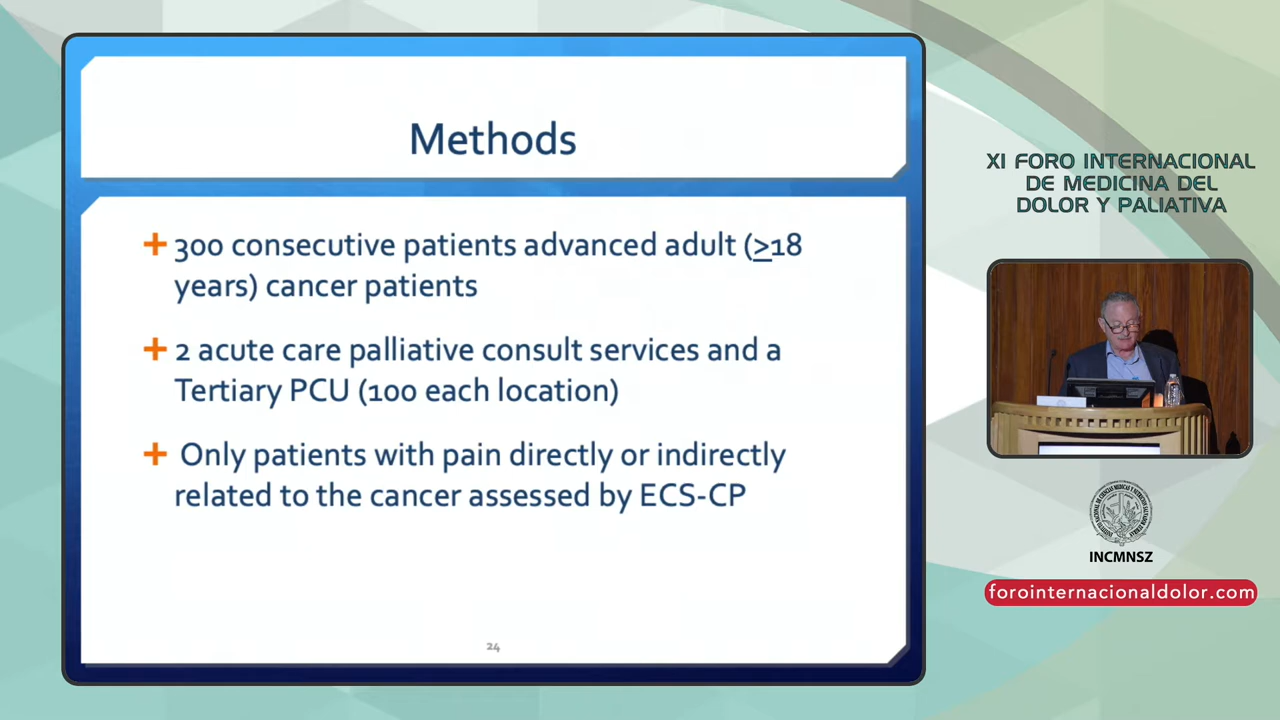 Methods
+ 300 consecutive patients advanced adult (>18
years) cancer patients
+ 2 acute care palliative consult services and a
Tertiary PCU (100 each location)
+ Only patients with pain directly or indirectly
related to the cancer assessed by ECS-CP
24
XI FORO INTERNACIONAL
DE MEDICINA DEL
DOLOR Y PALIATIVA
INCMNSZ
forointernacionaldolor.com